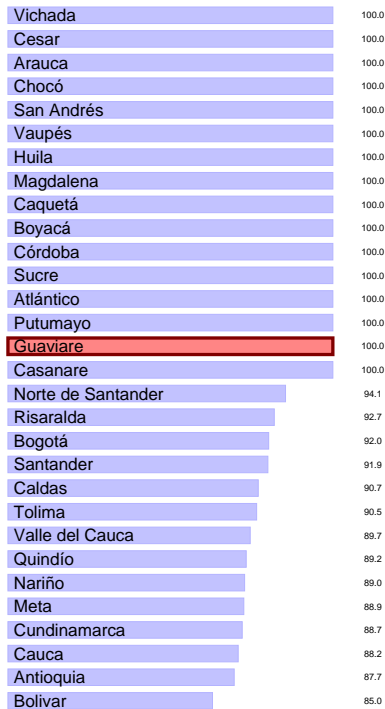 Vichada 100.0
Cesar 100.0
Arauca 100.0
Chocó 100.0
San Andrés 100.0
Vaupés 100.0
Huila 100.0
Magdalena 100.0
Caquetá 100.0
Boyacá 100.0
Córdoba 100.0
Sucre 100.0
Atlántico 100.0
Putumayo 100.0
Guaviare 100.0
Casanare 100.0
Norte de Santander 94.1
Risaralda 92.7
Bogotá 92.0
Santander 91.9
Caldas 90.7
Tolima 90.5
Valle del Cauca 89.7
Quindío 89.2
Nariño 89.0
Meta 88.9
Cundinamarca 88.7
Cauca 88.2
Antioquia 87.7
Bolivar 85.0